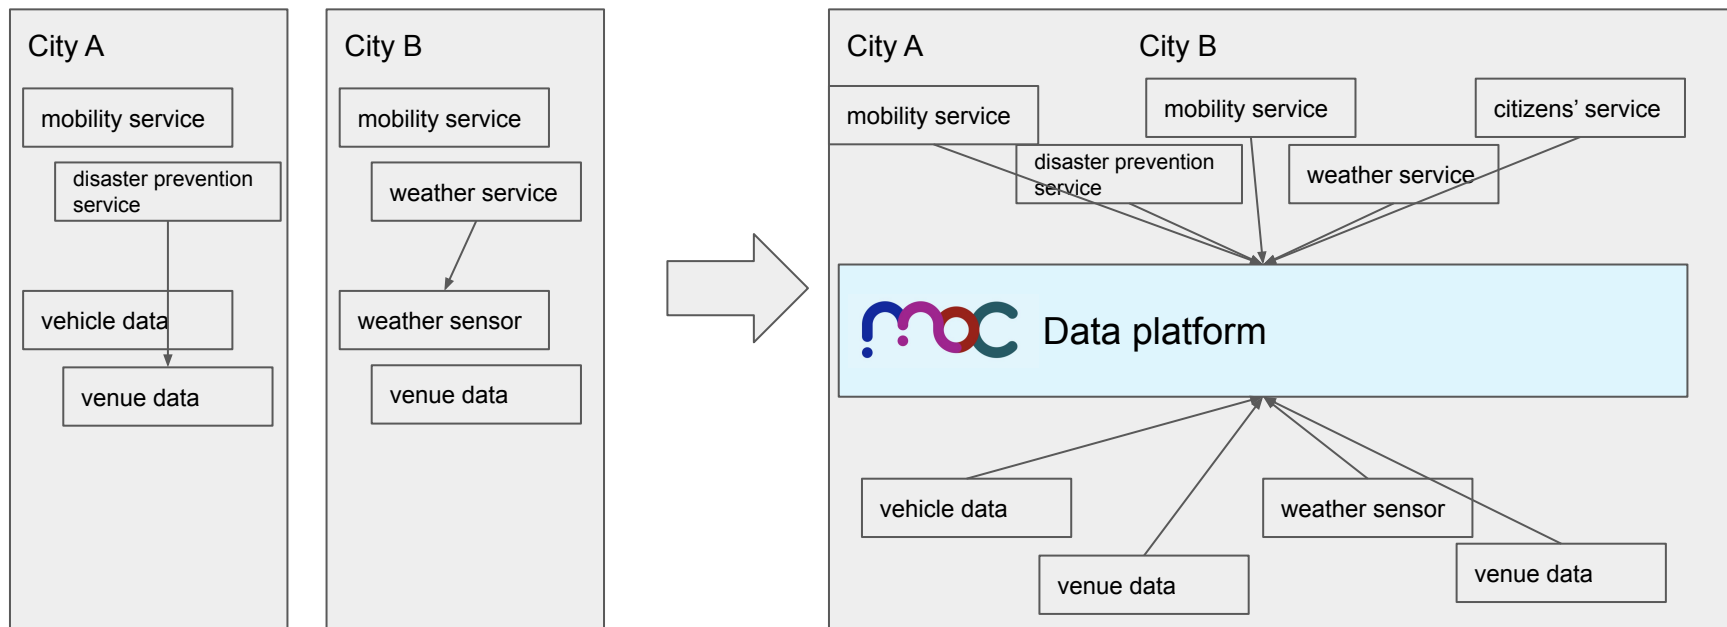 City A
mobility service
disaster prevention
service
vehicle data
venue data
City B
mobility service
weather service
weather sensor
venue data
City A
City B
mobility service
mobility service
citizens’ service
disaster prevention
service
weather service
moc
Data platform
vehicle data
weather sensor
venue data
venue data